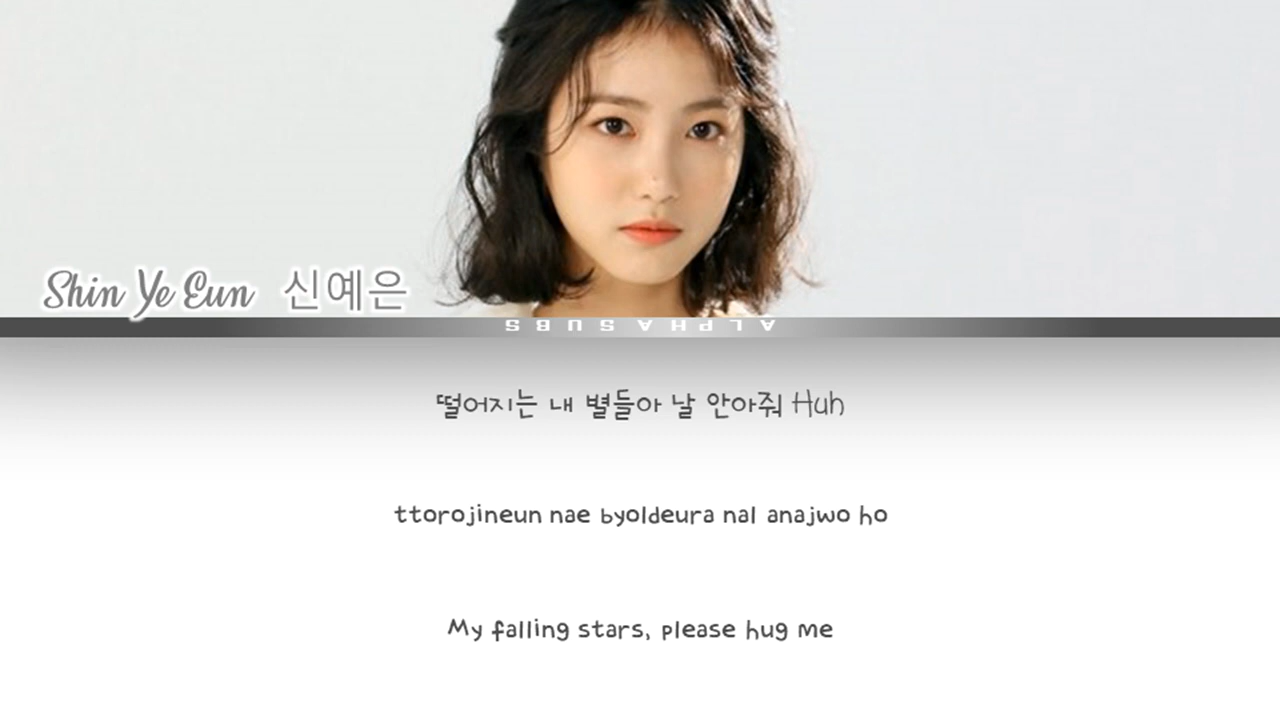 Shin Ye Eun 신예은
ALPHA SUBS
떨어지는 내 별들아 날 안아줘 Huh
ttorojineun nae byoldeura nal anajwo ho
My falling stars, please hug me